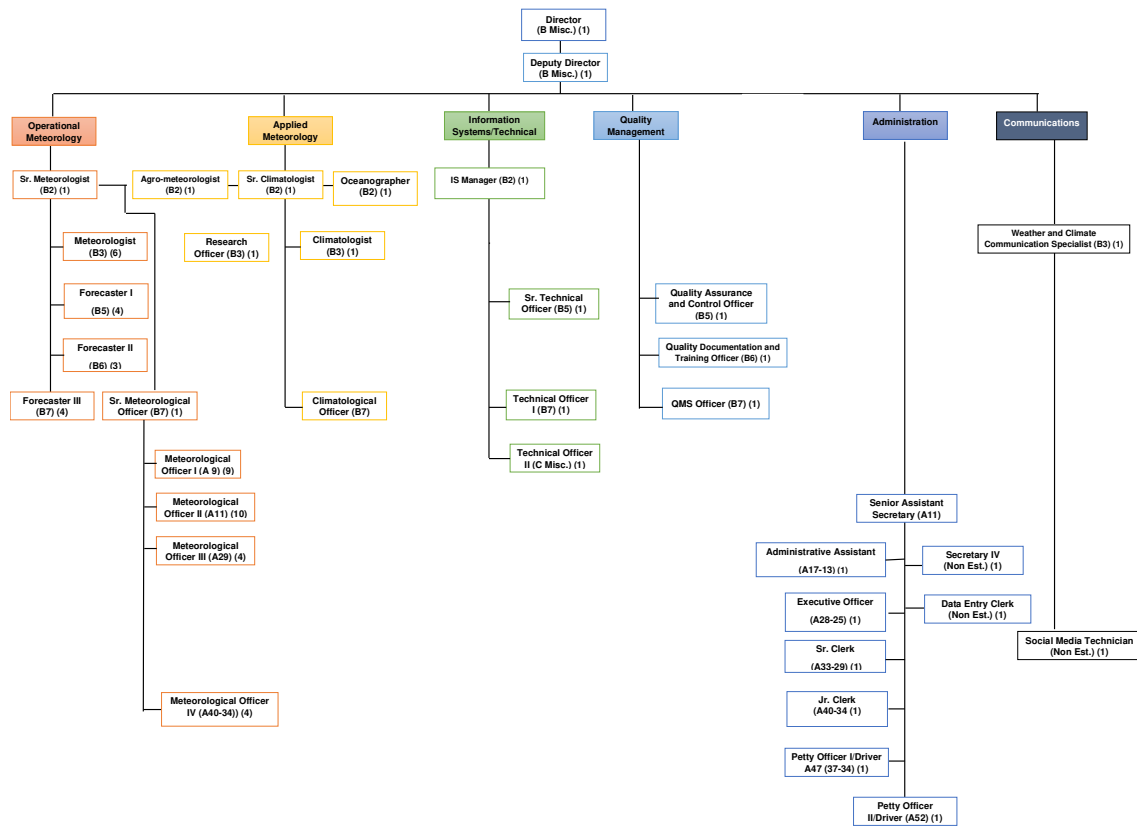 Director
(B Misc.) (1)
Deputy Director
(B Misc.) (1)
Operational
Meteorology
Applied
Meteorology
Information
Systems/Technical
Quality
Management
Administration
Communications
Sr. Meteorologist
(B2) (1)
Agro-meteorologist
(B2) (1)
Sr. Climatologist
(B2) (1)
Oceanographer
(B2) (1)
IS Manager (B2) (1)
Meteorologist
(B3) (6)
Research
Officer (B3) (1)
Climatologist
(B3) (1)
Weather and Climate
Communication Specialist (B3) (1)
Forecaster I
(B5) (4)
Sr. Technical
Officer (B5) (1)
Quality Assurance
and Control Officer
(B5) (1)
Forecaster II
(B6) (3)
Quality Documentation and
Training Officer (B6) (1)
Forecaster III
(B7) (4)
Sr. Meteorological
Officer (B7) (1)
Climatological
Officer (B7)
Technical Officer
I (B7) (1)
QMS Officer (B7) (1)
Meteorological
Officer I (A 9) (9)
Technical Officer
II (C Misc.) (1)
Meteorological
Officer II (A11) (10)
Senior Assistant
Secretary (A11)
Meteorological
Officer III (A29) (4)
Administrative Assistant
(A17-13) (1)
Secretary IV
(Non Est.) (1)
Executive Officer
(A28-25) (1)
Data Entry Clerk
(Non Est.) (1)
Sr. Clerk
(A33-29) (1)
Social Media Technician
(Non Est.) (1)
Meteorological Officer
IV (A40-34)) (4)
Jr. Clerk
(A40-34 (1)
Petty Officer I/Driver
A47 (37-34) (1)
Petty Officer
II/Driver (A52) (1)